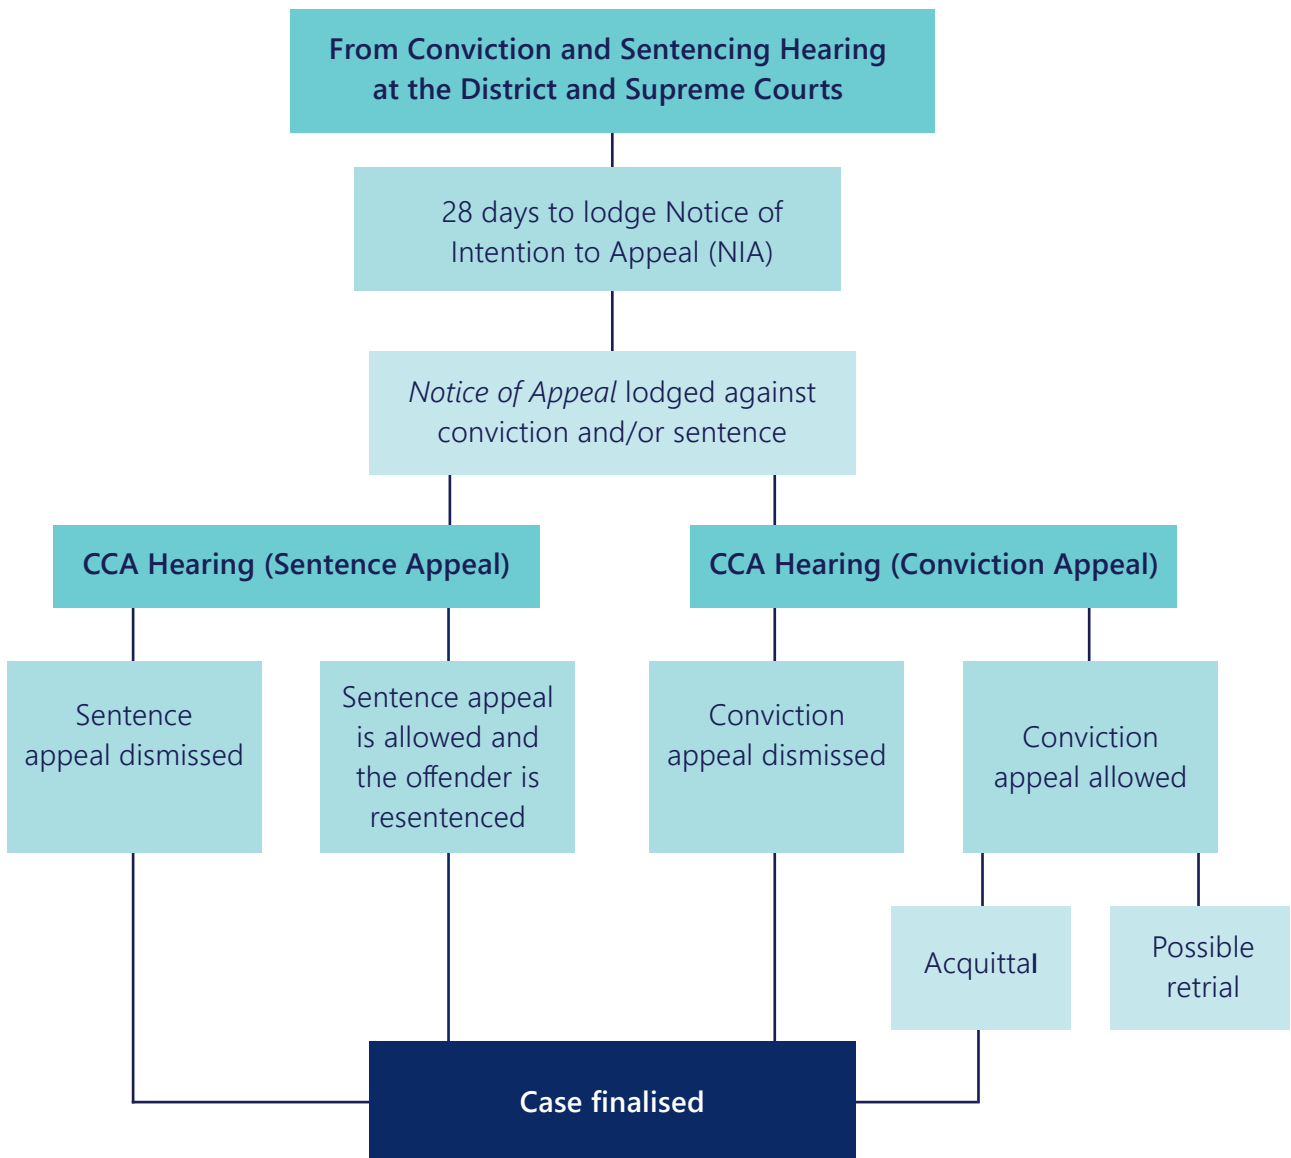 From Conviction and Sentencing Hearing
at the District and Supreme Courts
28 days to lodge Notice of
Intention to Appeal (NIA)
Notice of Appeal lodged against
conviction and/or sentence
CCA Hearing (Sentence Appeal)
CCA Hearing (Conviction Appeal)
Sentence
appeal dismissed
Sentence appeal
is allowed and
the offender is
resentenced
Conviction
appeal dismissed
Conviction
appeal allowed
Acquittal
Possible
retrial
Case finalised